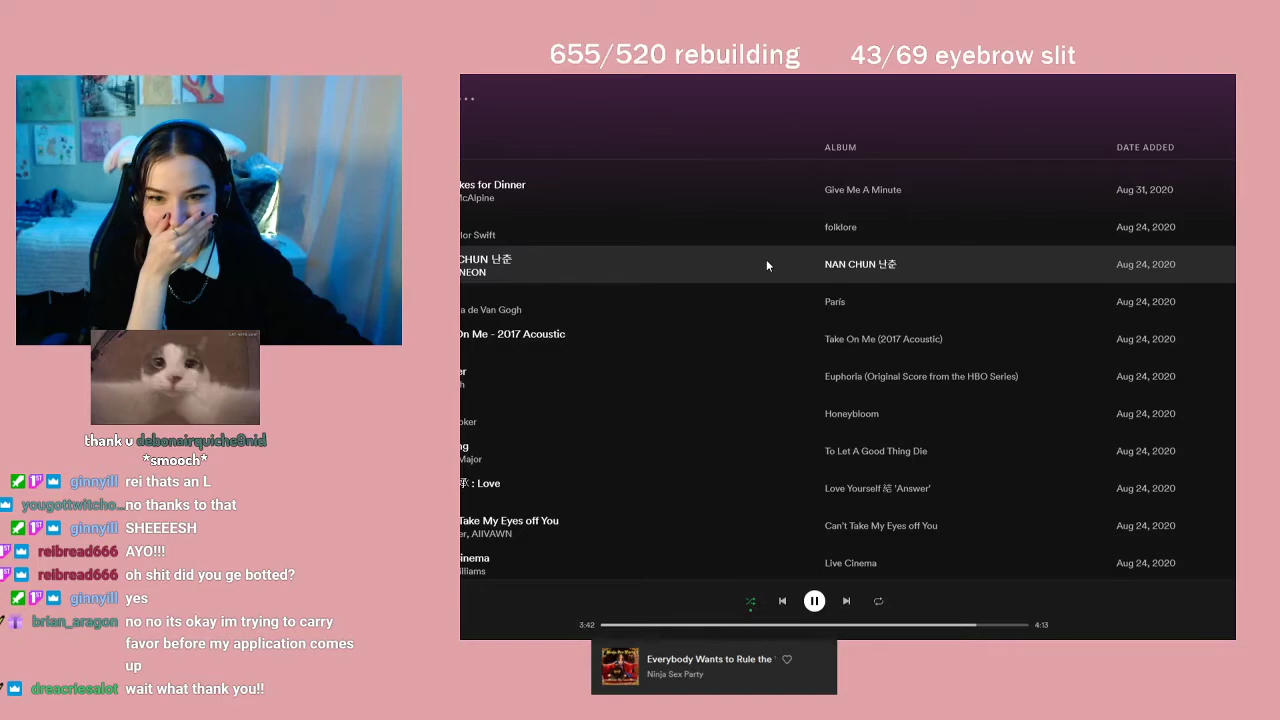 655/520 rebuilding
43/69 eyebrow slit
...
ALBUM
DATE ADDED
kes for Dinner
cAlpine
Give Me A Minute
Aug 31, 2020
lor Swift
folklore
Aug 24, 2020
CHUN 난춘
NEON
NAN CHUN 난춘
Aug 24, 2020
a de Van Gogh
París
Aug 24, 2020
On Me - 2017 Acoustic
Take On Me (2017 Acoustic)
Aug 24, 2020
er
h
Euphoria (Original Score from the HBO Series)
Aug 24, 2020
oker
Honeybloom
Aug 24, 2020
ng
Major
To Let A Good Thing Die
Aug 24, 2020
承 : Love
Love Yourself 結 'Answer'
Aug 24, 2020
Take My Eyes off You
er, AIIVAWN
Can't Take My Eyes off You
Aug 24, 2020
inema
lliams
Live Cinema
Aug 24, 2020
3:42
4:13
Everybody Wants to Rule the
Ninja Sex Party
thank u debonairquiche9nid
*smooch*
ginnyill rei thats an L
yougottwitcho... no thanks to that
ginnyill SHEEEESH
reibread666 AYO!!!
reibread666 oh shit did you ge botted?
ginnyill yes
brian_aragon no no its okay im trying to carry
favor before my application comes
up
dreacriesalot wait what thank you!!